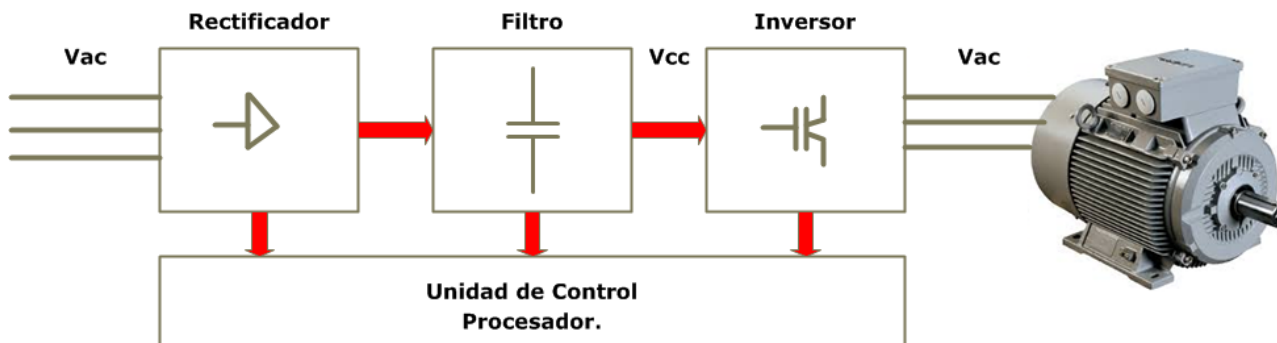 Rectificador
Filtro
Inversor
Vac
Vcc
Vac
Unidad de Control
Procesador.